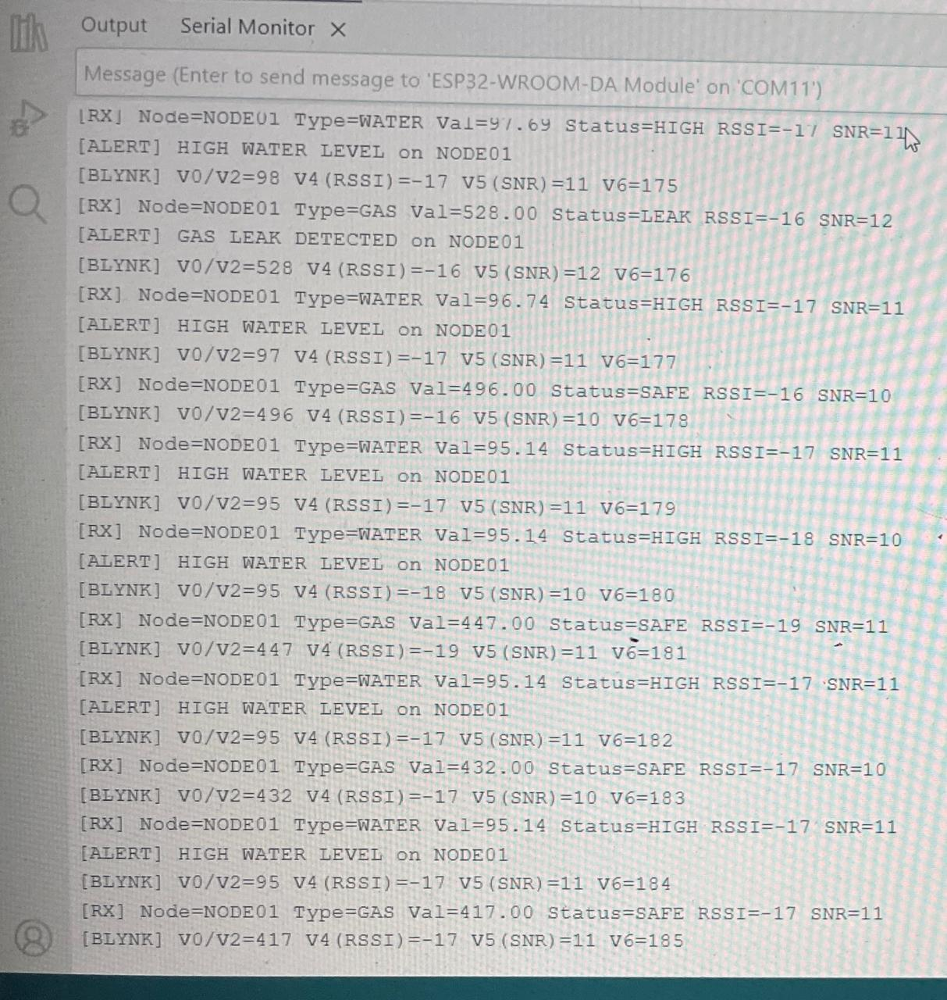 Output Serial Monitor X
Message (Enter to send message to 'ESP32-WROOM-DA Module' on 'COM11')
[RX] Node=NODE01 Type=WATER Val=97.69 Status=HIGH RSSI=-17 SNR=11
[ALERT] HIGH WATER LEVEL on NODE01
[BLYNK] V0/V2=98 V4(RSSI)=-17 V5(SNR)=11 V6=175
[RX] Node=NODE01 Type=GAS Val=528.00 Status=LEAK RSSI=-16 SNR=12
[ALERT] GAS LEAK DETECTED on NODE01
[BLYNK] V0/V2=528 V4(RSSI)=-16 V5(SNR)=12 V6=176
[RX] Node=NODE01 Type=WATER Val=96.74 Status=HIGH RSSI=-17 SNR=11
[ALERT] HIGH WATER LEVEL on NODE01
[BLYNK] V0/V2=97 V4(RSSI)=-17 V5(SNR)=11 V6=177
[RX] Node=NODE01 Type=GAS Val=496.00 Status=SAFE RSSI=-16 SNR=10
[BLYNK] V0/V2=496 V4(RSSI)=-16 V5(SNR)=10 V6=178
[RX] Node=NODE01 Type=WATER Val=95.14 Status=HIGH RSSI=-17 SNR=11
[ALERT] HIGH WATER LEVEL on NODE01
[BLYNK] V0/V2=95 V4(RSSI)=-17 V5(SNR)=11 V6=179
[RX] Node=NODE01 Type=WATER Val=95.14 Status=HIGH RSSI=-18 SNR=10
[ALERT] HIGH WATER LEVEL on NODE01
[BLYNK] V0/V2=95 V4(RSSI)=-18 V5(SNR)=10 V6=180
[RX] Node=NODE01 Type=GAS Val=447.00 Status=SAFE RSSI=-19 SNR=11
[BLYNK] V0/V2=447 V4(RSSI)=-19 V5(SNR)=11 V6=181
[RX] Node=NODE01 Type=WATER Val=95.14 Status=HIGH RSSI=-17 SNR=11
[ALERT] HIGH WATER LEVEL on NODE01
[BLYNK] V0/V2=95 V4(RSSI)=-17 V5(SNR)=11 V6=182
[RX] Node=NODE01 Type=GAS Val=432.00 Status=SAFE RSSI=-17 SNR=10
[BLYNK] V0/V2=432 V4(RSSI)=-17 V5(SNR)=10 V6=183
[RX] Node=NODE01 Type=WATER Val=95.14 Status=HIGH RSSI=-17 SNR=11
[ALERT] HIGH WATER LEVEL on NODE01
[BLYNK] V0/V2=95 V4(RSSI)=-17 V5(SNR)=11 V6=184
[RX] Node=NODE01 Type=GAS Val=417.00 Status=SAFE RSSI=-17 SNR=11
[BLYNK] V0/V2=417 V4(RSSI)=-17 V5(SNR)=11 V6=185